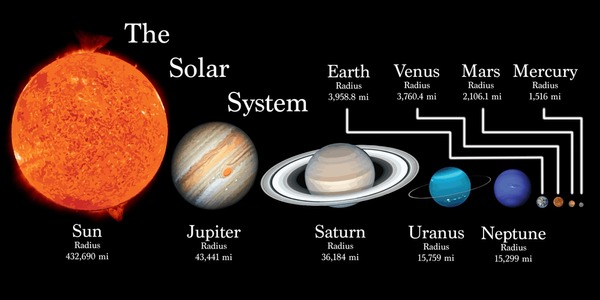 The
Solar
System
Earth
Radius
3,958.8 mi
Venus
Radius
3,760.4 mi
Mars
Radius
2,106.1 mi
Mercury
Radius
1,516 mi
Sun
Radius
432,690 mi
Jupiter
Radius
43,441 mi
Saturn
Radius
36,184 mi
Uranus
Radius
15,759 mi
Neptune
Radius
15,299 mi